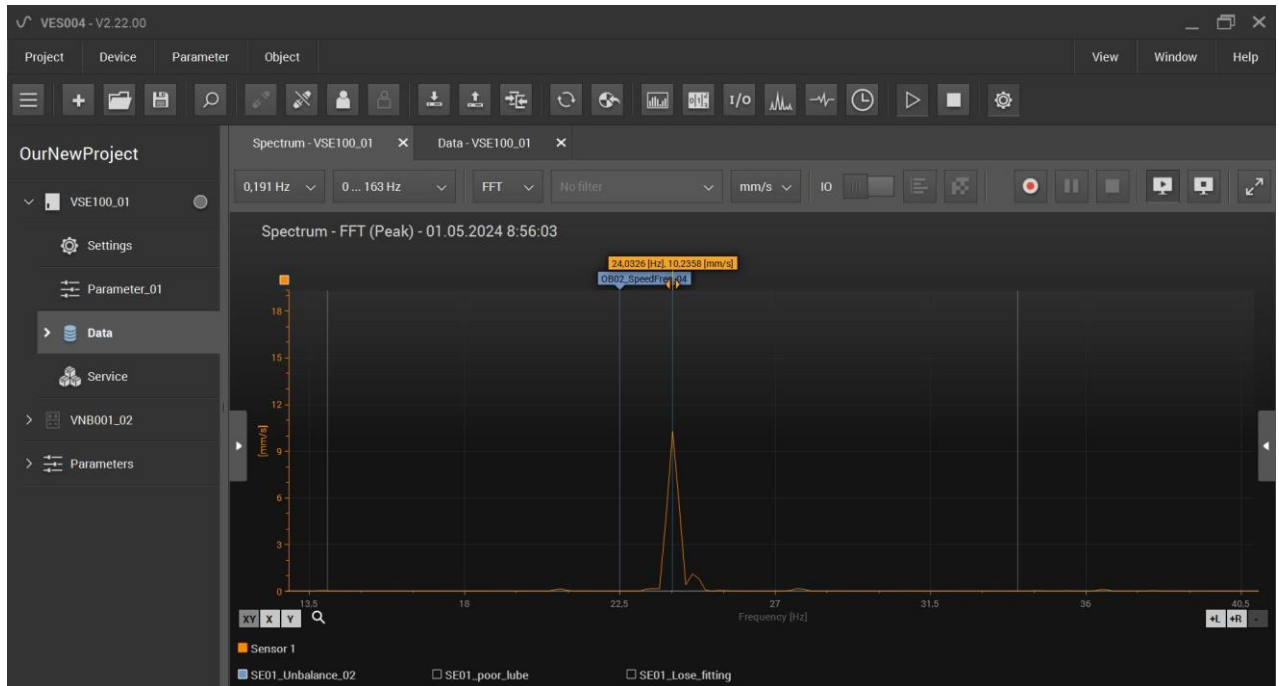 VES004 - V2.22.00
Project Device Parameter Object View Window Help
I/O
OurNewProject
VSE100_01
Settings
Parameter_01
Data
Service
VNB001_02
Parameters
Spectrum - VSE100_01 Data - VSE100_01
0,191 Hz 0 ... 163 Hz FFT No filter mm/s IO
Spectrum - FFT (Peak) - 01.05.2024 8:56:03
24,0326 [Hz], 10,2358 [mm/s]
OB02_SpeedFreq_04
18
15
12
9
6
3
0
[mm/s]
13,5 18 22,5 27 31,5 36 40,5
Frequency [Hz]
XY X Y +L +R -
Sensor 1
SE01_Unbalance_02 SE01_poor_lube SE01_Lose_fitting